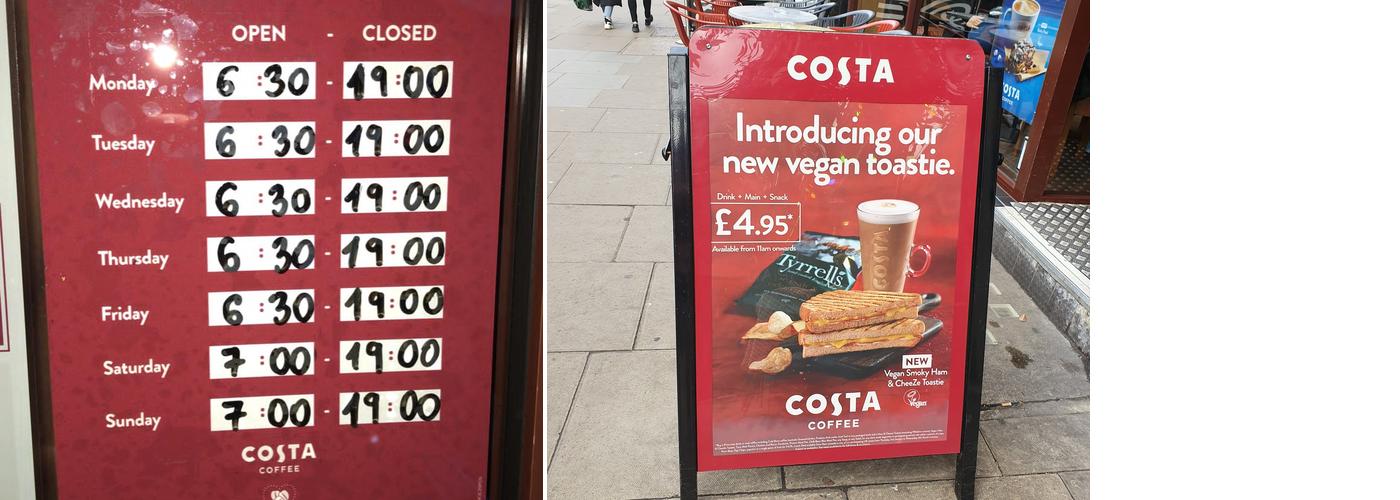 OPEN - CLOSED
Monday 6:30 - 19:00
Tuesday 6:30 - 19:00
Wednesday 6:30 - 19:00
Thursday 6:30 - 19:00
Friday 6:30 - 19:00
Saturday 7:00 - 19:00
Sunday 7:00 - 19:00
COSTA
COFFEE
COSTA
Introducing our
new vegan toastie.
Drink + Main + Snack
£4.95*
Available from 11am onwards
Tyrrells
COSTA
NEW
Vegan Smoky Ham
& CheeZe Toastie
vegan
COSTA
COFFEE
COSTA
COFFEE